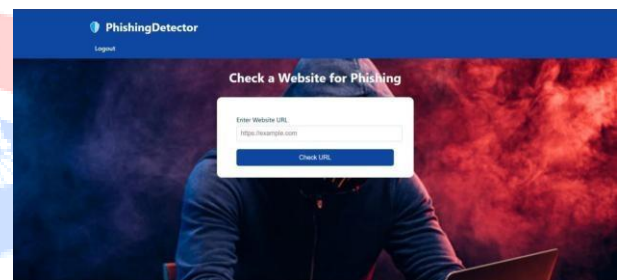 PhishingDetector
Logout
Check a Website for Phishing
Enter Website URL
https://example.com
Check URL